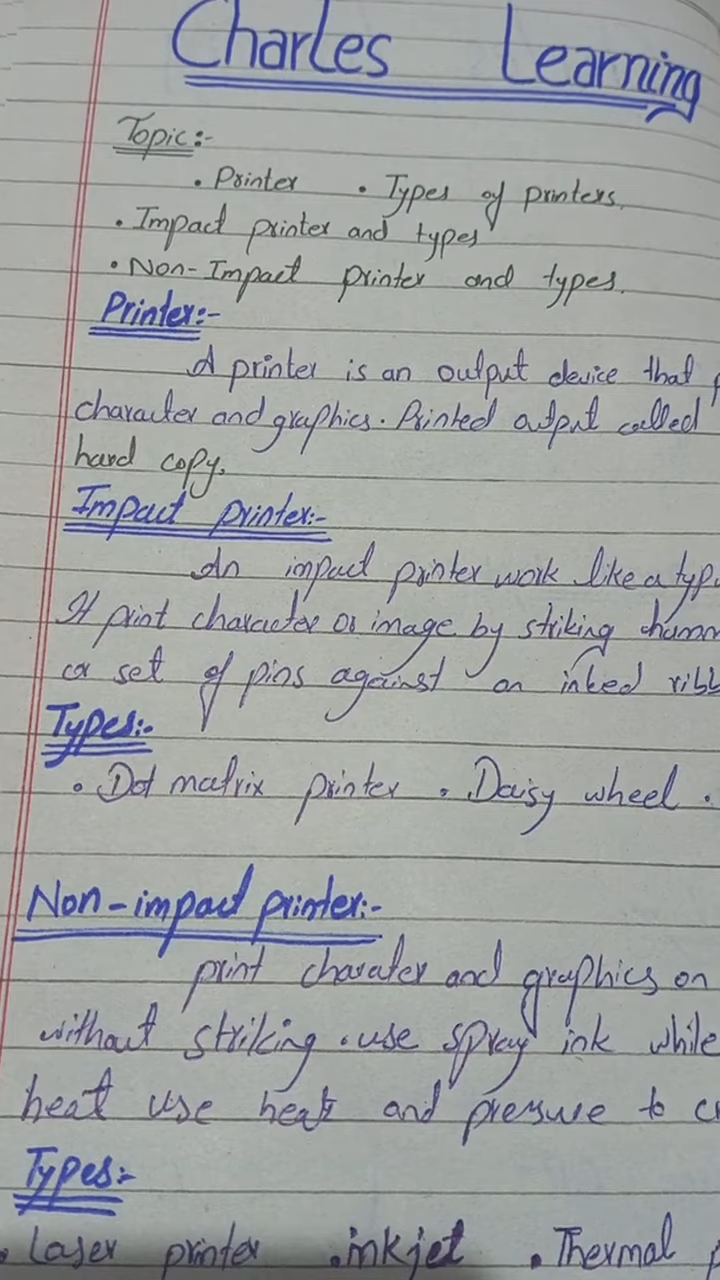 Charles Learning
Topic:-
• Printer • Types of printers.
• Impact printer and types
• Non-Impact printer and types.
Printer:-
A printer is an output device that
character and graphics. Printed output called
hard copy.
Impact printer:-
An impact printer work like a typ
It print character or image by striking
or set of pins against an inked ribb
Types:-
• Dot matrix printer • Daisy wheel •
Non-impact printer:-
print charater and graphics on
without striking • use spray ink while
heat use heat and pressure to c
Types:-
• Laser printer • inkjet • Thermal p